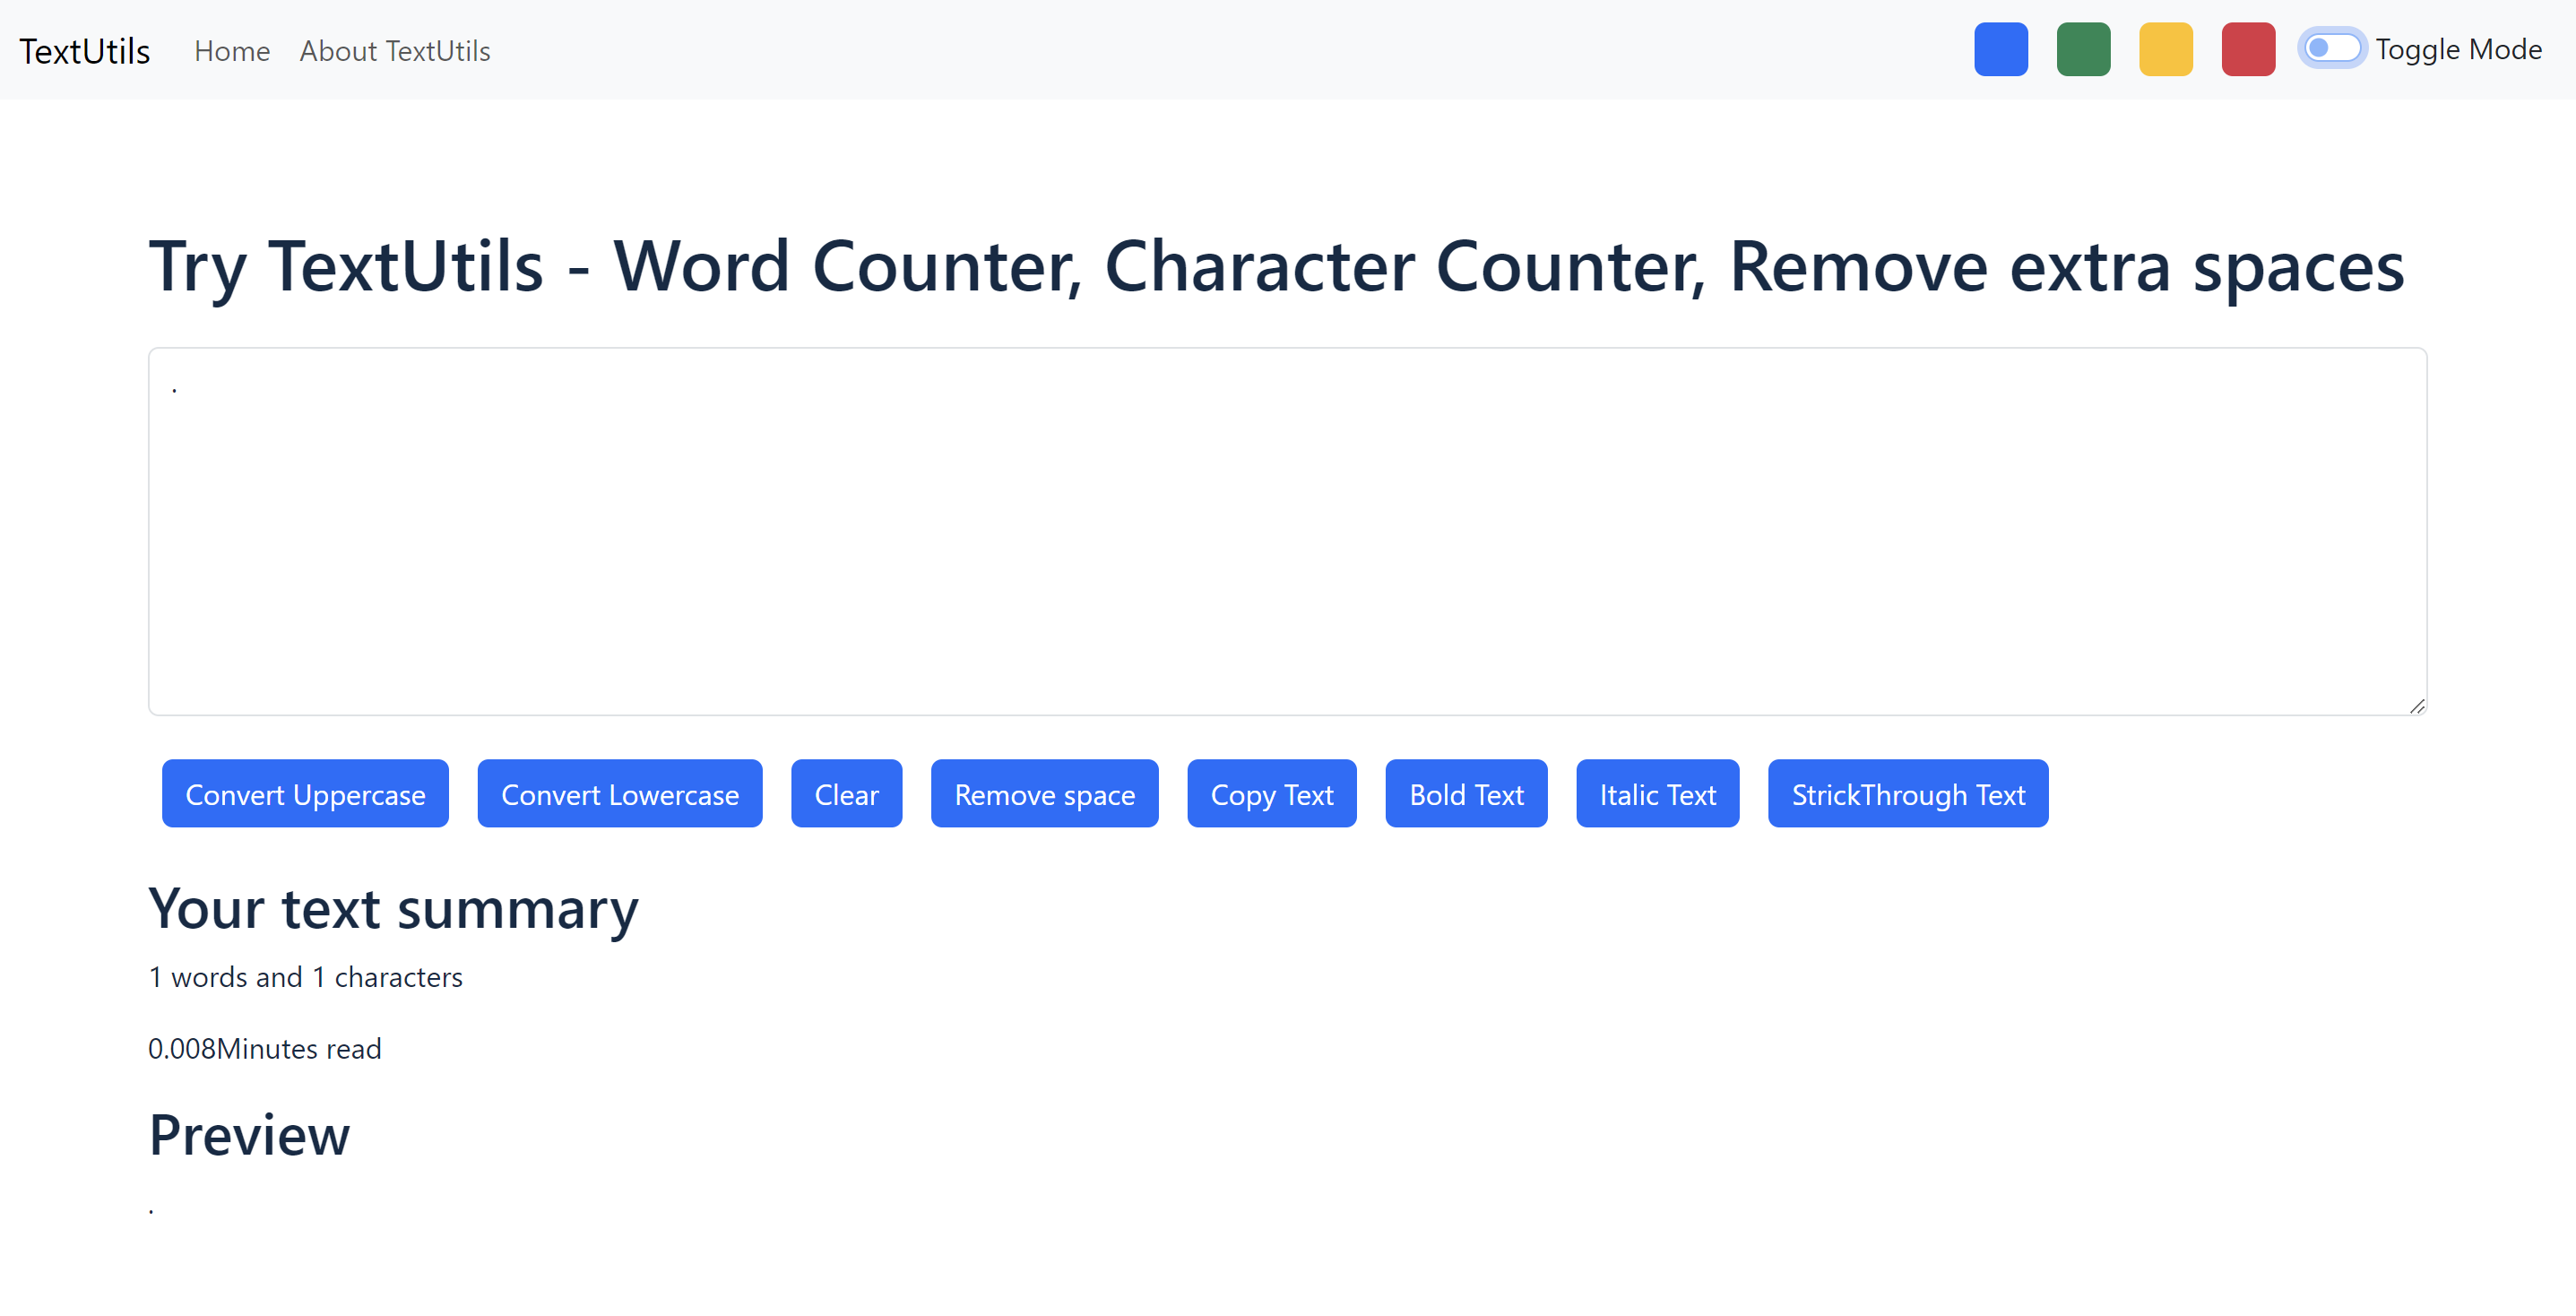 TextUtils Home About TextUtils Toggle Mode
Try TextUtils - Word Counter, Character Counter, Remove extra spaces
.
Convert Uppercase Convert Lowercase Clear Remove space Copy Text Bold Text Italic Text StrickThrough Text
Your text summary
1 words and 1 characters
0.008Minutes read
Preview
.